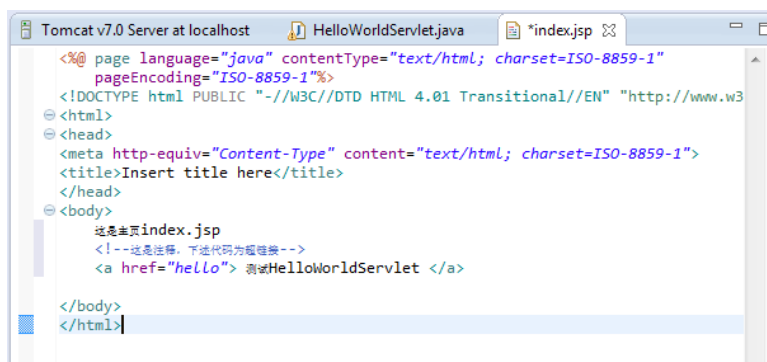 Tomcat v7.0 Server at localhost HelloWorldServlet.java *index.jsp
<%@ page language="java" contentType="text/html; charset=ISO-8859-1"
pageEncoding="ISO-8859-1"%>
<!DOCTYPE html PUBLIC "-//W3C//DTD HTML 4.01 Transitional//EN" "http://www.w3
<html>
<head>
<meta http-equiv="Content-Type" content="text/html; charset=ISO-8859-1">
<title>Insert title here</title>
</head>
<body>
这是主页index.jsp
<!--这是注释，下述代码为超链接-->
<a href="hello"> 测试HelloWorldServlet </a>
</body>
</html>